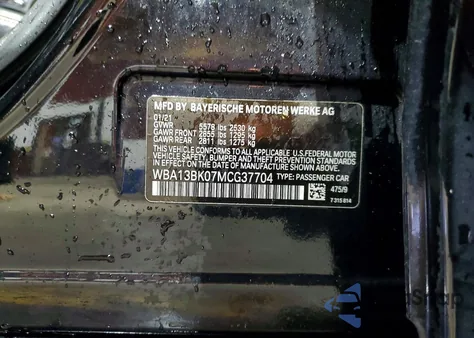 MFD BY BAYERISCHE MOTOREN WERKE AG
01/21
GVWR 5578 lbs 2530 kg
GAWR FRONT 2855 lbs 1295 kg
GAWR REAR 2811 lbs 1275 kg
THIS VEHICLE CONFORMS TO ALL APPLICABLE U.S.FEDERAL MOTOR
VEHICLE SAFETY, BUMPER, AND THEFT PREVENTION STANDARDS IN
EFFECT ON THE DATE OF MANUFACTURE SHOWN ABOVE.
WBA13BK07MCG37704 TYPE: PASSENGER CAR
475/9
7315814